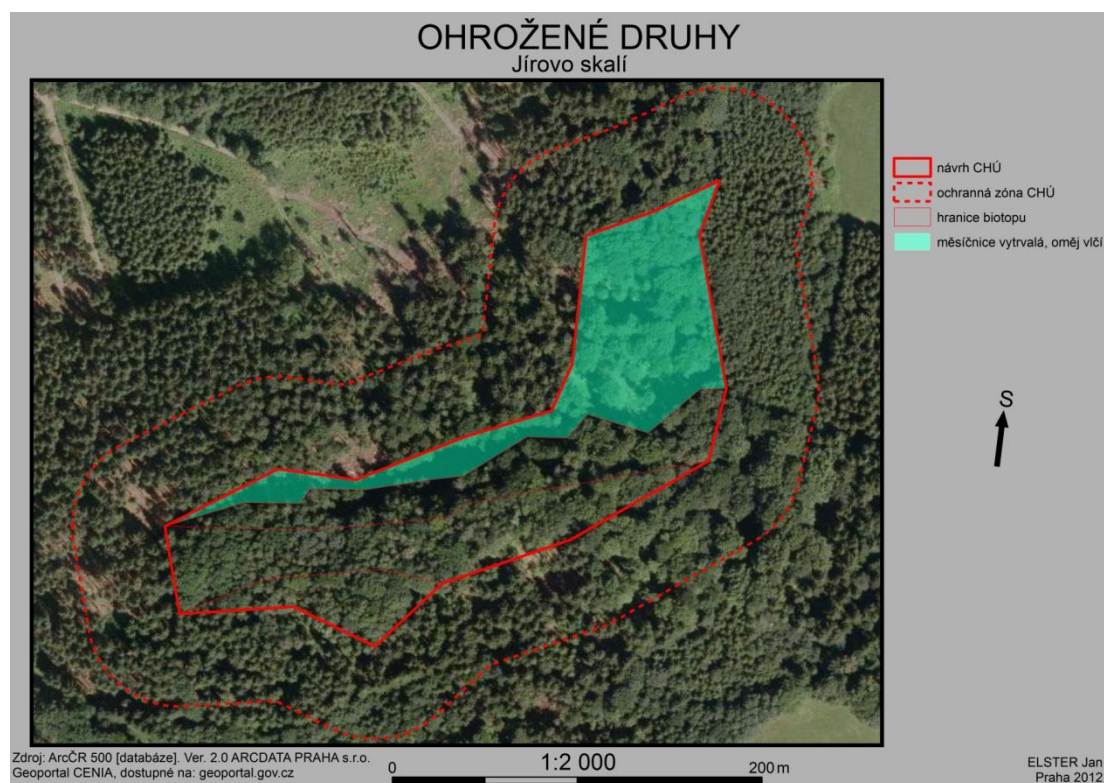 OHROŽENÉ DRUHY
Jírovo skalí
návrh CHÚ
ochranná zóna CHÚ
hranice biotopu
měsíčnice vytrvalá, oměj vlčí
S
Zdroj: ArcČR 500 [databáze]. Ver. 2.0 ARCDATA PRAHA s.r.o.
Geoportal CENIA, dostupné na: geoportal.gov.cz
1:2 000
0
200 m
ELSTER Jan
Praha 2012